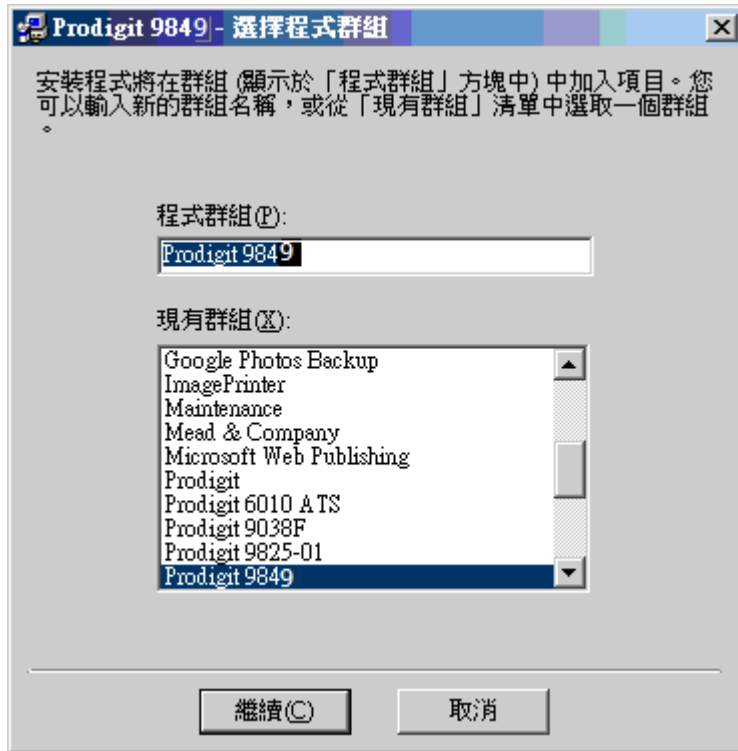 Prodigit 9849 - 選擇程式群組
安裝程式將在群組 (顯示於「程式群組」方塊中) 中加入項目。您
可以輸入新的群組名稱，或從「現有群組」清單中選取一個群組
。
程式群組(P):
Prodigit 9849
現有群組(X):
Google Photos Backup
ImagePrinter
Maintenance
Mead & Company
Microsoft Web Publishing
Prodigit
Prodigit 6010 ATS
Prodigit 9038F
Prodigit 9825-01
Prodigit 9849
繼續(C)
取消